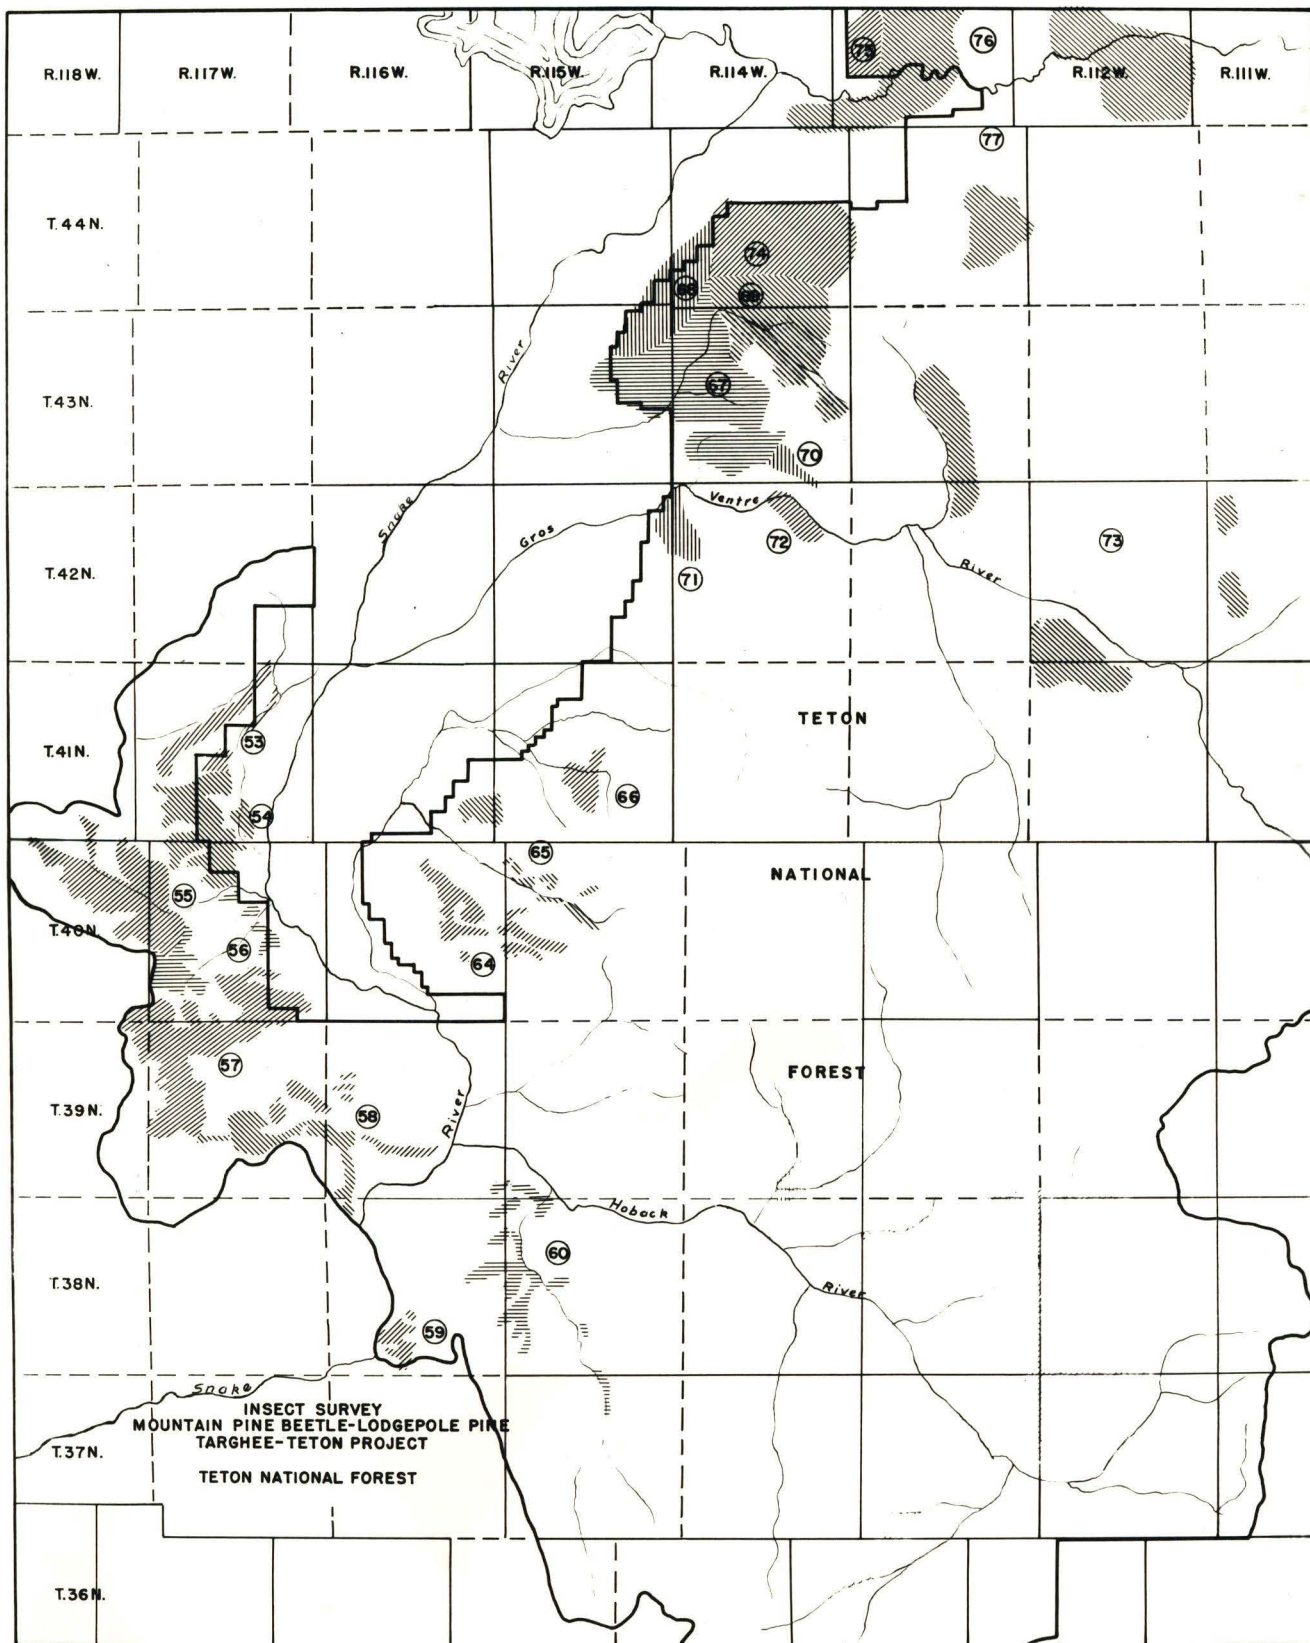 75
76
R.118W. R.117W. R.116W. R.115W. R.114W. R.112W. R.111W.
77
T.44N.
74
68
69
River
67
T.43N.
70
Ventre
Snake
Gros
72
73
T.42N.
71
River
TETON
53
T.41N.
66
54
65
NATIONAL
55
T.40N.
56
64
57
FOREST
T.39N.
58
River
Hoback
60
T.38N.
River
59
Snake
INSECT SURVEY
MOUNTAIN PINE BEETLE-LODGEPOLE PINE
TARGHEE-TETON PROJECT
T.37N.
TETON NATIONAL FOREST
T.36N.